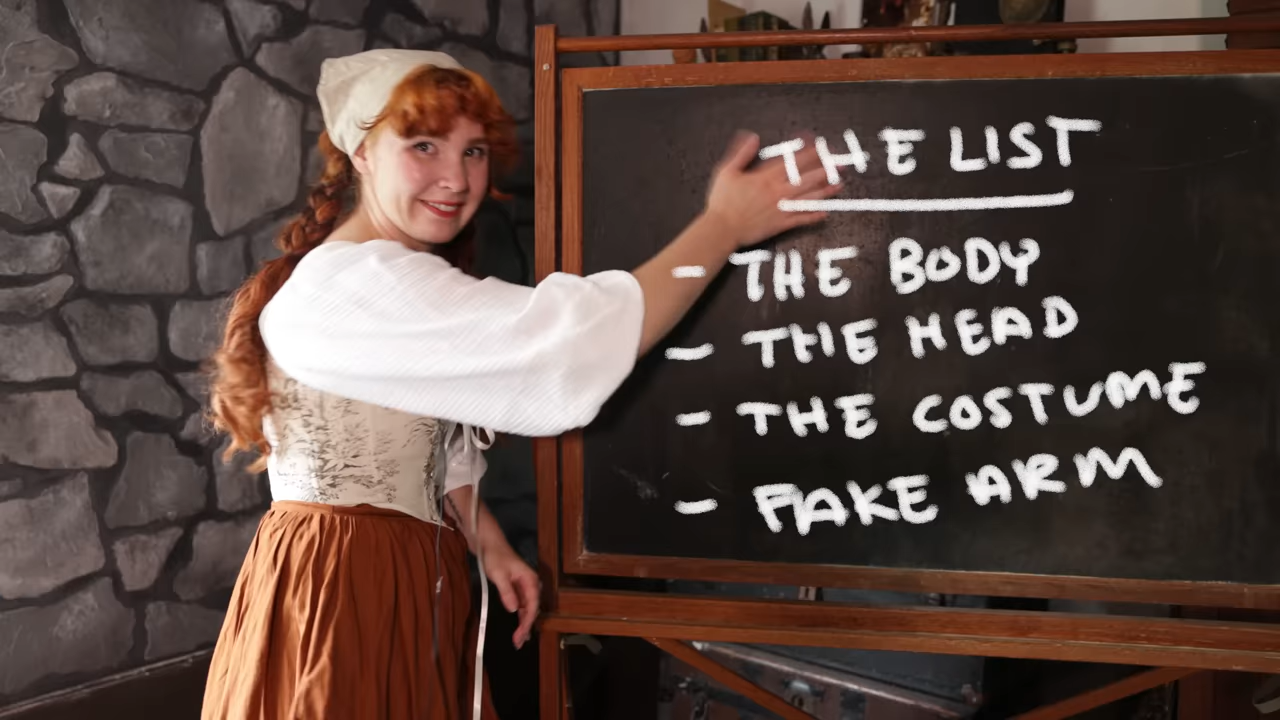 THE LIST
- THE BODY
- THE HEAD
- THE COSTUME
- FAKE ARM